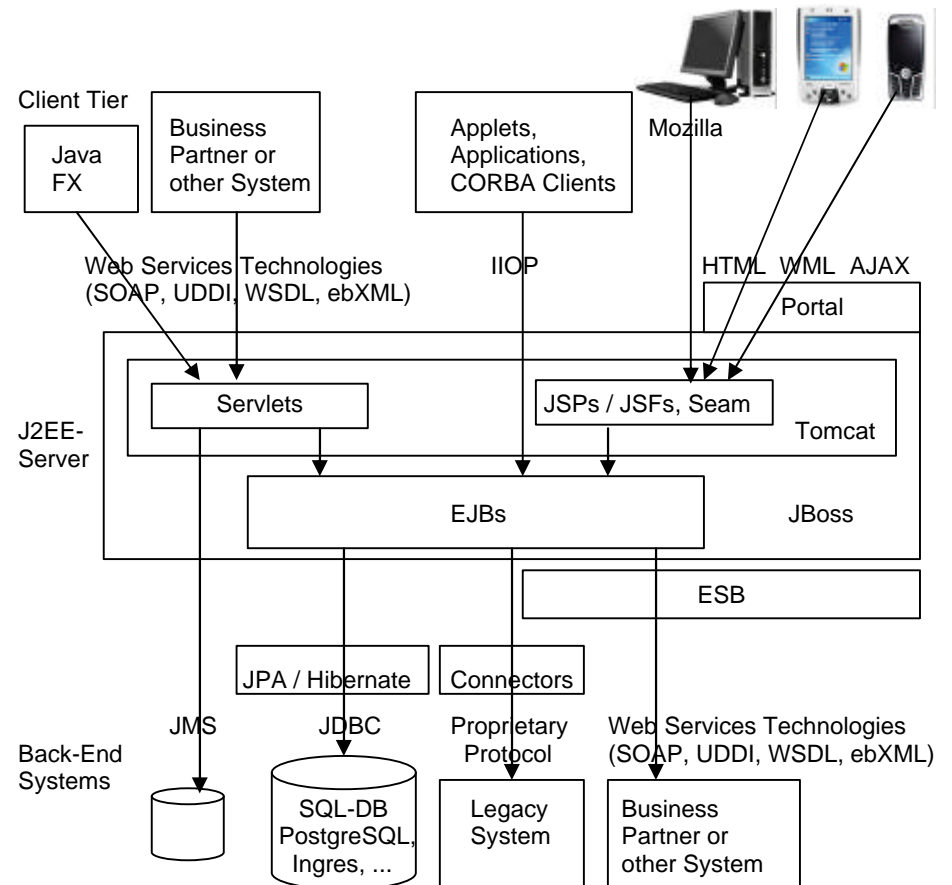 Client Tier
Java
FX
Business
Partner or
other System
Applets,
Applications,
CORBA Clients
Mozilla
Web Services Technologies
(SOAP, UDDI, WSDL, ebXML)
IIOP
HTML WML AJAX
Portal
Servlets
JSPs / JSFs, Seam
Tomcat
J2EE-
Server
EJBs
JBoss
ESB
JPA / Hibernate
Connectors
JMS
JDBC
Proprietary
Protocol
Web Services Technologies
(SOAP, UDDI, WSDL, ebXML)
Back-End
Systems
SQL-DB
PostgreSQL,
Ingres, ...
Legacy
System
Business
Partner or
other System